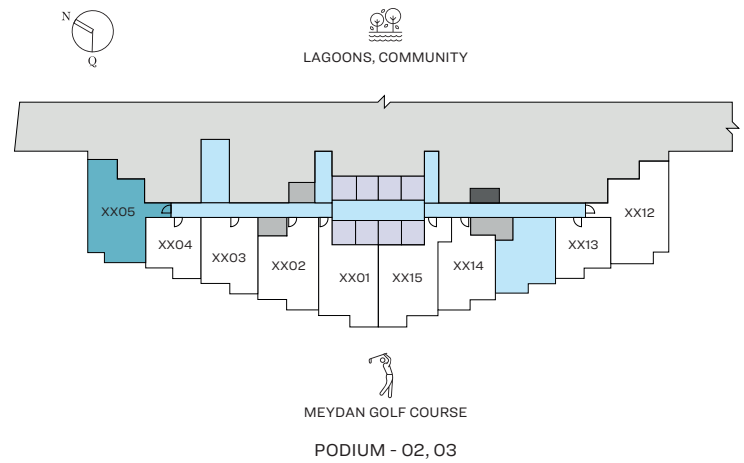 N
Q
LAGOONS, COMMUNITY
XX05
XX12
XX04
XX03
XX02
XX01
XX15
XX14
XX13
MEYDAN GOLF COURSE
PODIUM - 02, 03